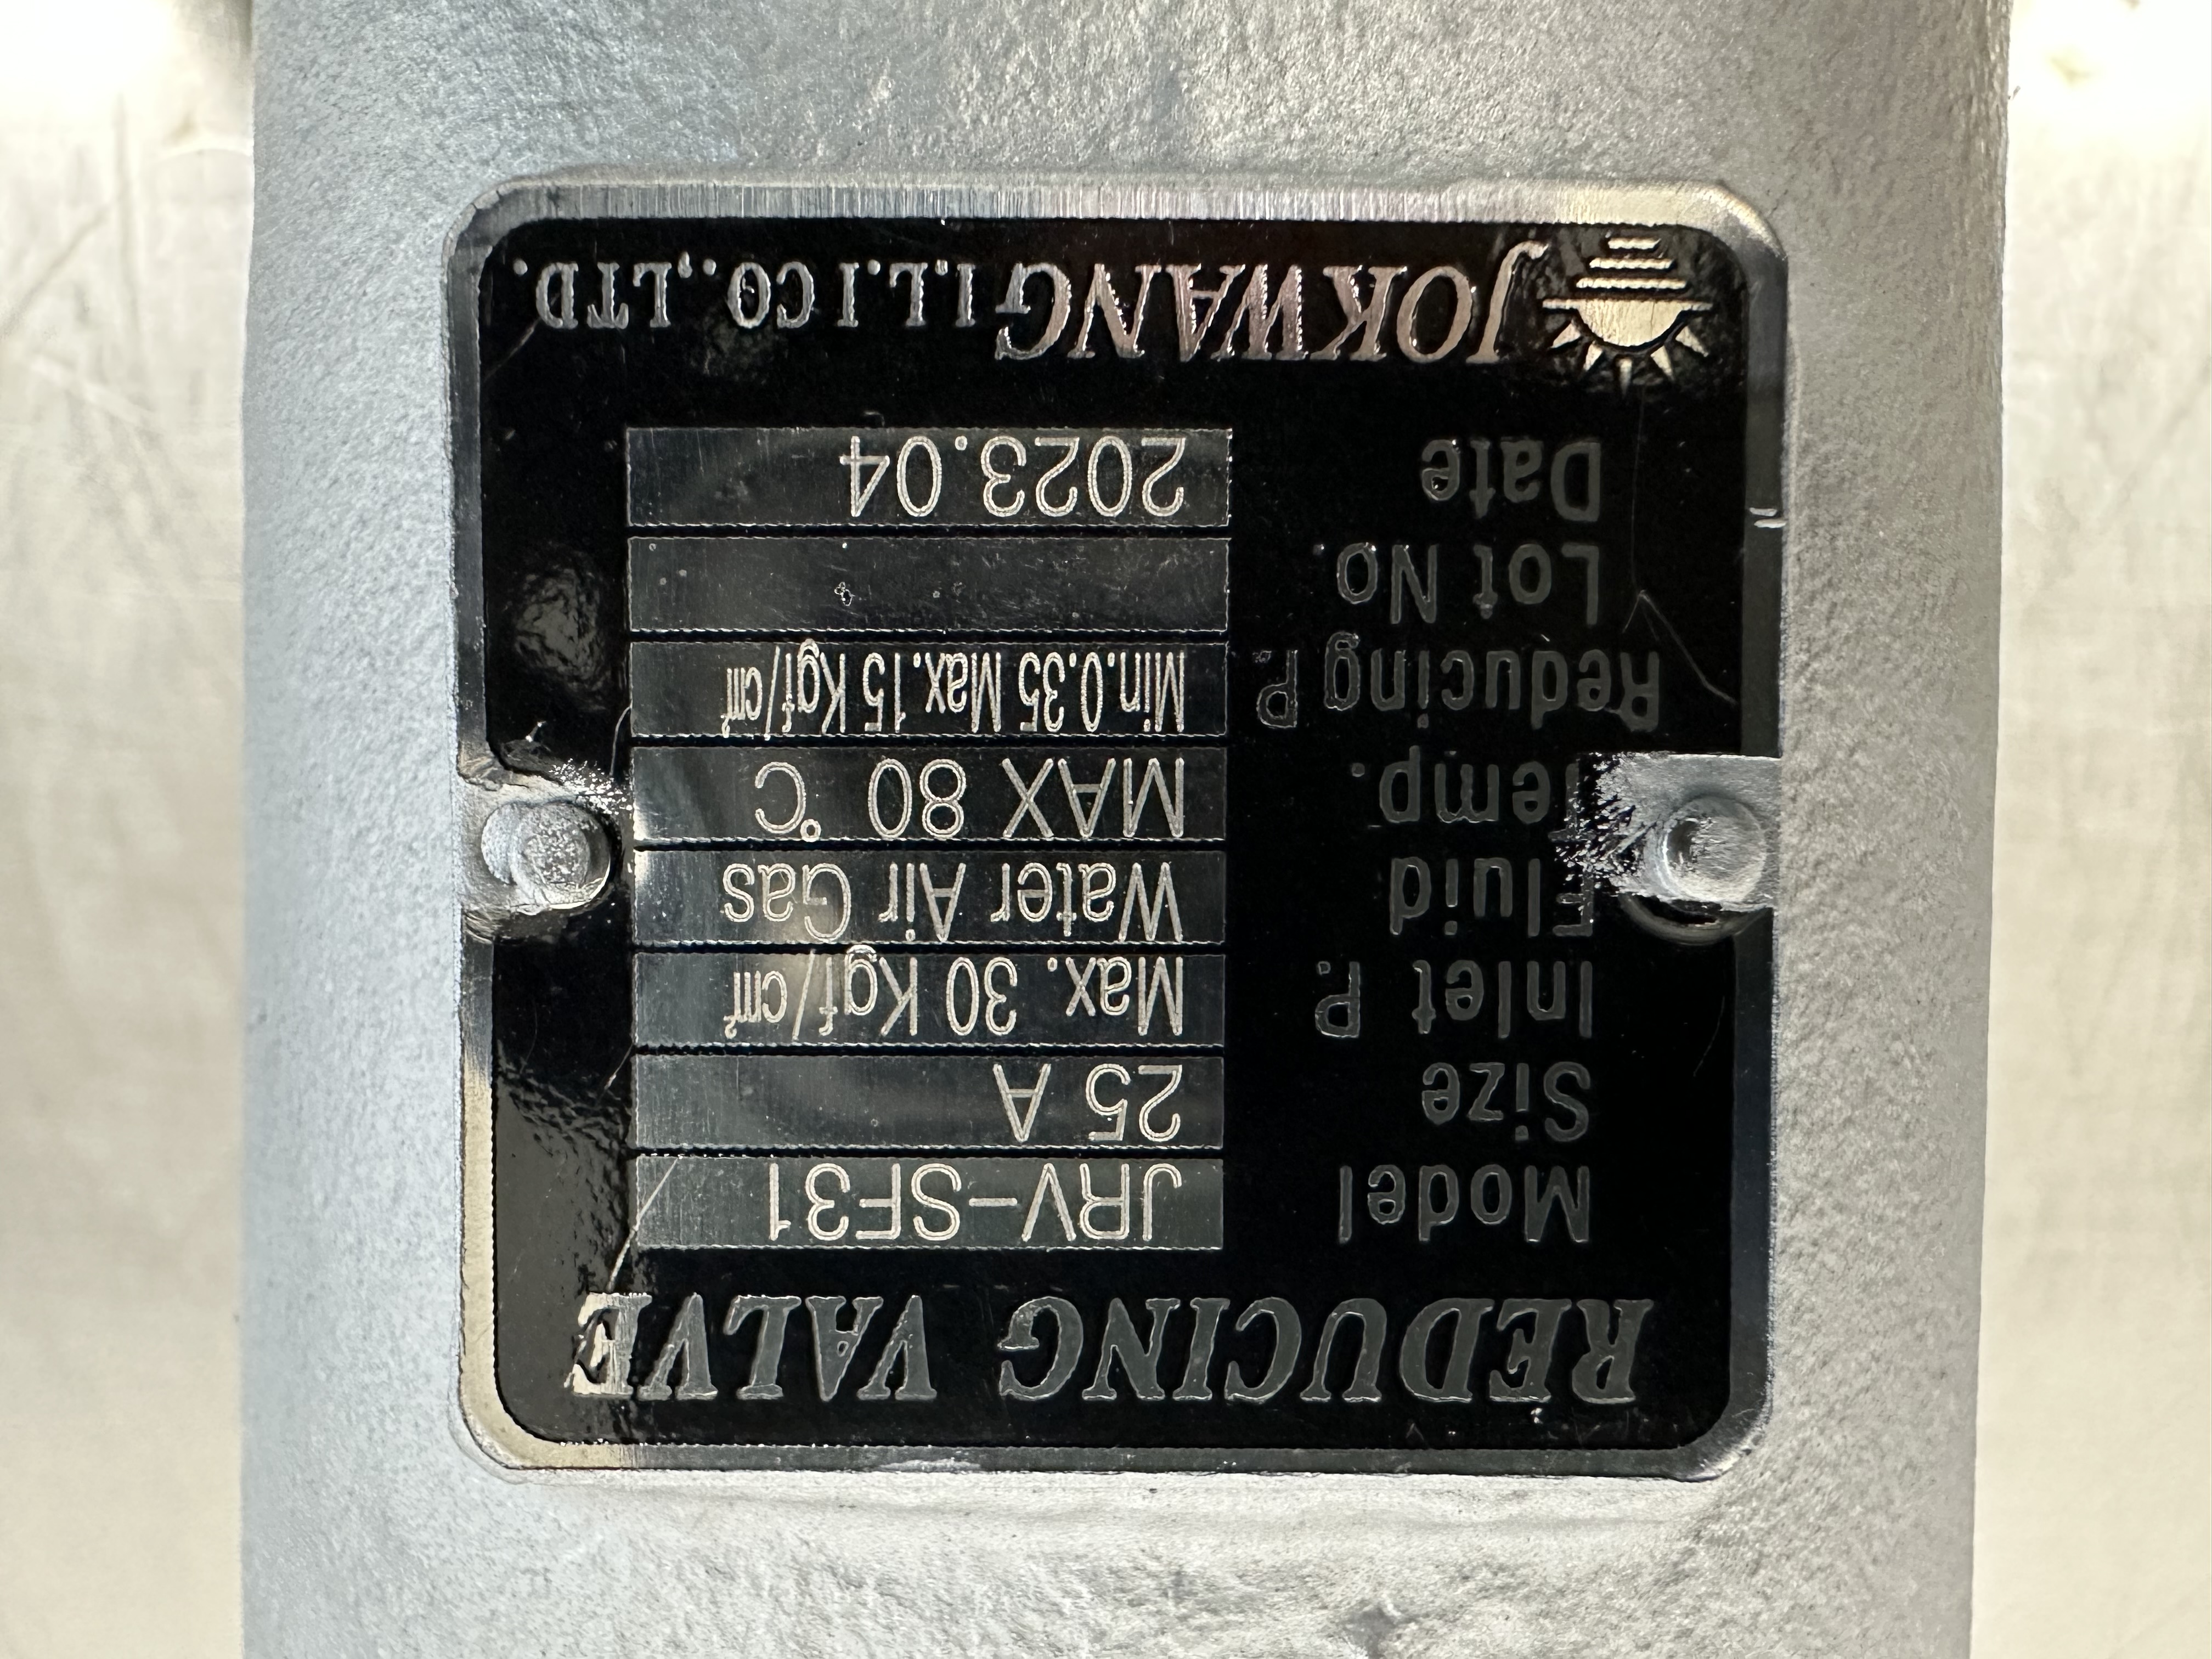 REDUCING VALVE
Model JRV-SF31
Size 25 A
Inlet P. Max. 30 Kgf/cm²
Fluid Water Air Gas
Temp. MAX 80 ℃
Reducing P. Min.0.35 Max.15 Kgf/cm²
Lot No.
Date 2023.04
JOKWANG I.L.I CO.,LTD.